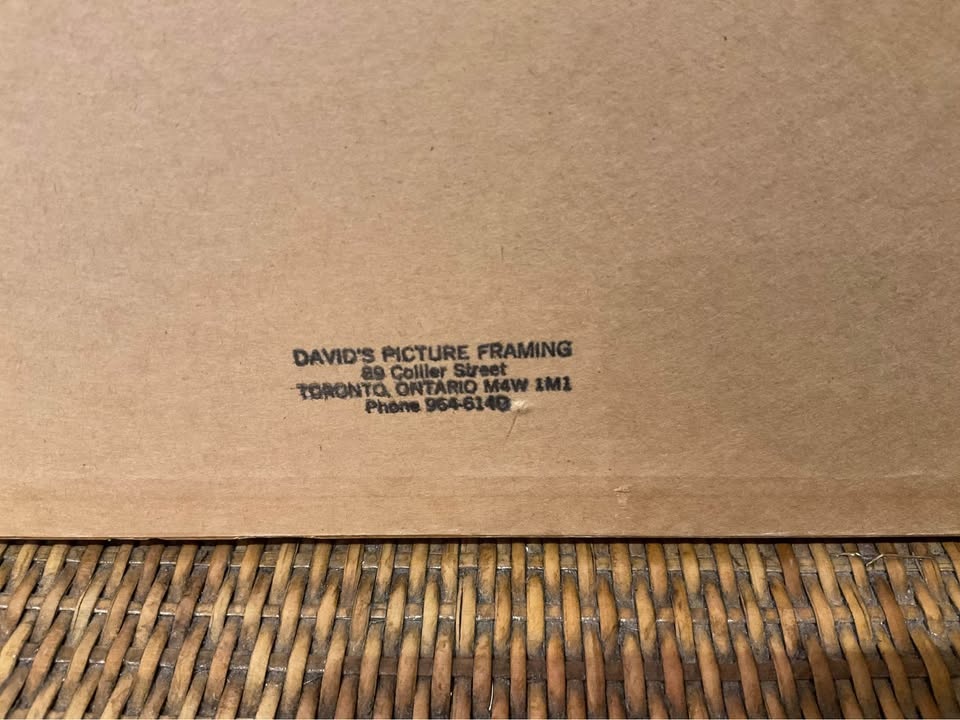 DAVID'S PICTURE FRAMING
89 Collier Street
TORONTO, ONTARIO M4W 1M1
Phone 964-6140